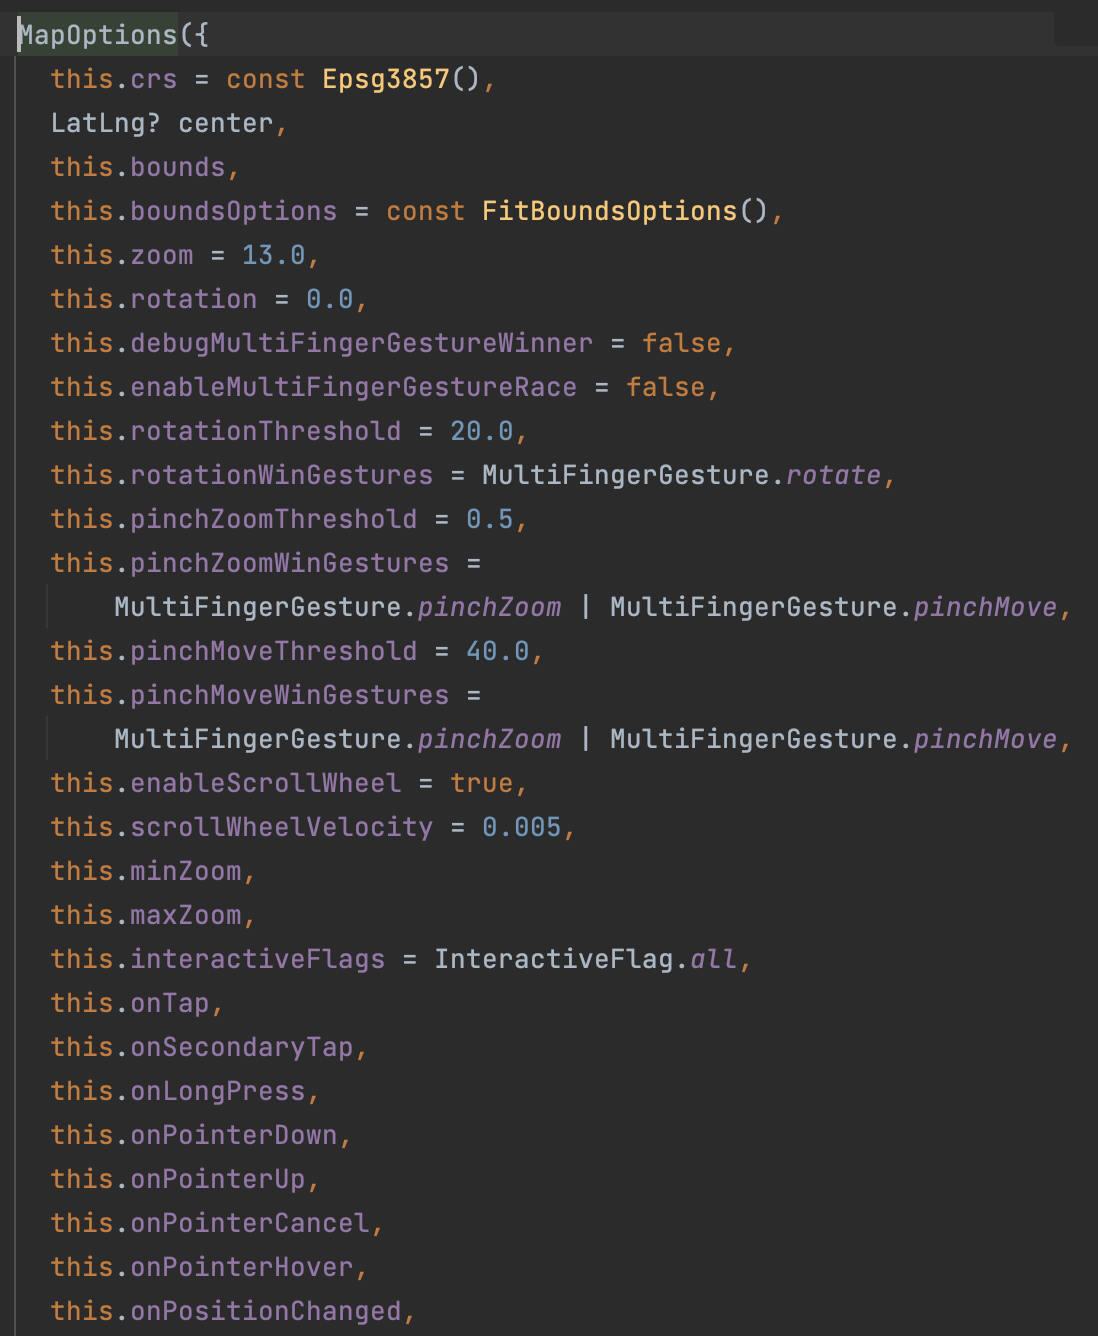 MapOptions({
this.crs = const Epsg3857(),
LatLng? center,
this.bounds,
this.boundsOptions = const FitBoundsOptions(),
this.zoom = 13.0,
this.rotation = 0.0,
this.debugMultiFingerGestureWinner = false,
this.enableMultiFingerGestureRace = false,
this.rotationThreshold = 20.0,
this.rotationWinGestures = MultiFingerGesture.rotate,
this.pinchZoomThreshold = 0.5,
this.pinchZoomWinGestures =
MultiFingerGesture.pinchZoom | MultiFingerGesture.pinchMove,
this.pinchMoveThreshold = 40.0,
this.pinchMoveWinGestures =
MultiFingerGesture.pinchZoom | MultiFingerGesture.pinchMove,
this.enableScrollWheel = true,
this.scrollWheelVelocity = 0.005,
this.minZoom,
this.maxZoom,
this.interactiveFlags = InteractiveFlag.all,
this.onTap,
this.onSecondaryTap,
this.onLongPress,
this.onPointerDown,
this.onPointerUp,
this.onPointerCancel,
this.onPointerHover,
this.onPositionChanged,